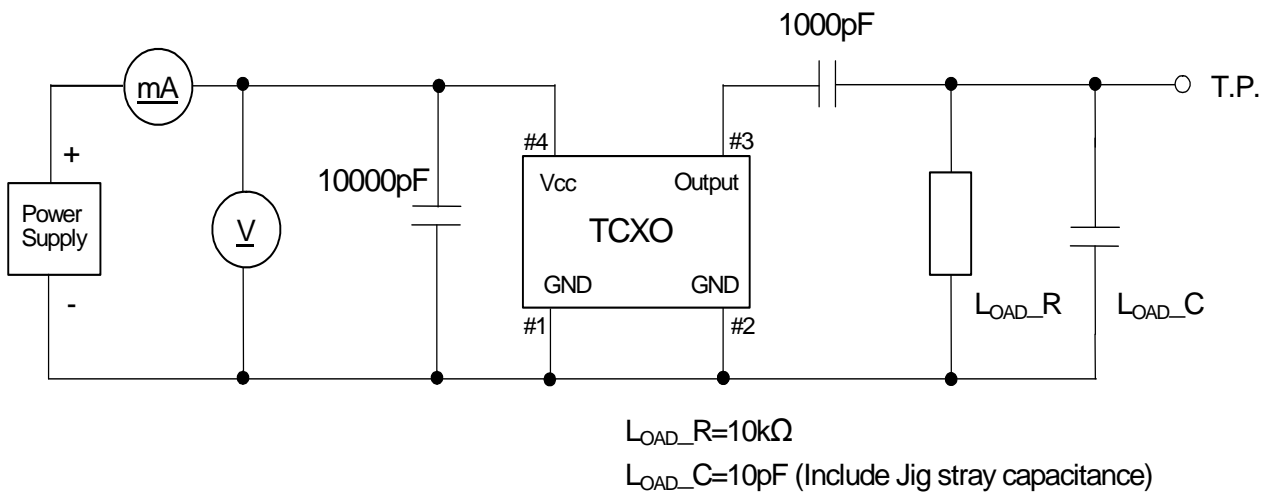 1000pF
mA
T.P.
#4
#3
+
10000pF
Vcc
Output
Power
Supply
V
TCXO
GND
GND
-
LOAD_R
LOAD_C
#1
#2
LOAD_R=10kΩ
LOAD_C=10pF (Include Jig stray capacitance)